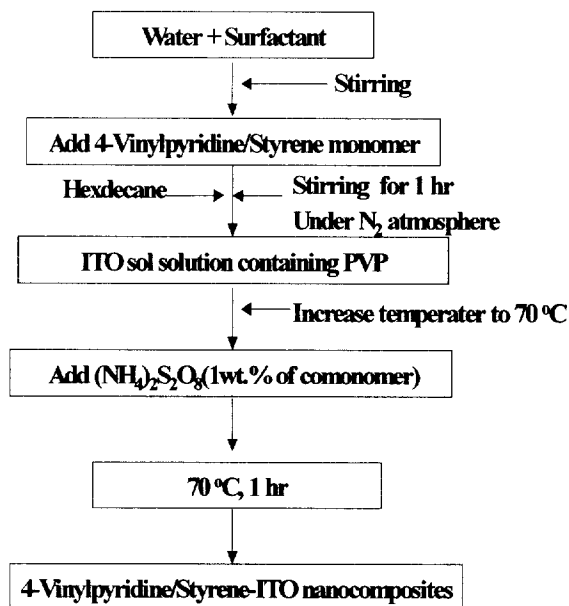 Water + Surfactant
Stirring
Add 4-Vinylpyridine/Styrene monomer
Hexdecane
Stirring for 1 hr
Under N₂ atmosphere
ITO sol solution containing PVP
Increase temperater to 70 °C
Add (NH₄)₂S₂O₈(1wt.% of comonomer)
70 °C, 1 hr
4-Vinylpyridine/Styrene-ITO nanocomposites